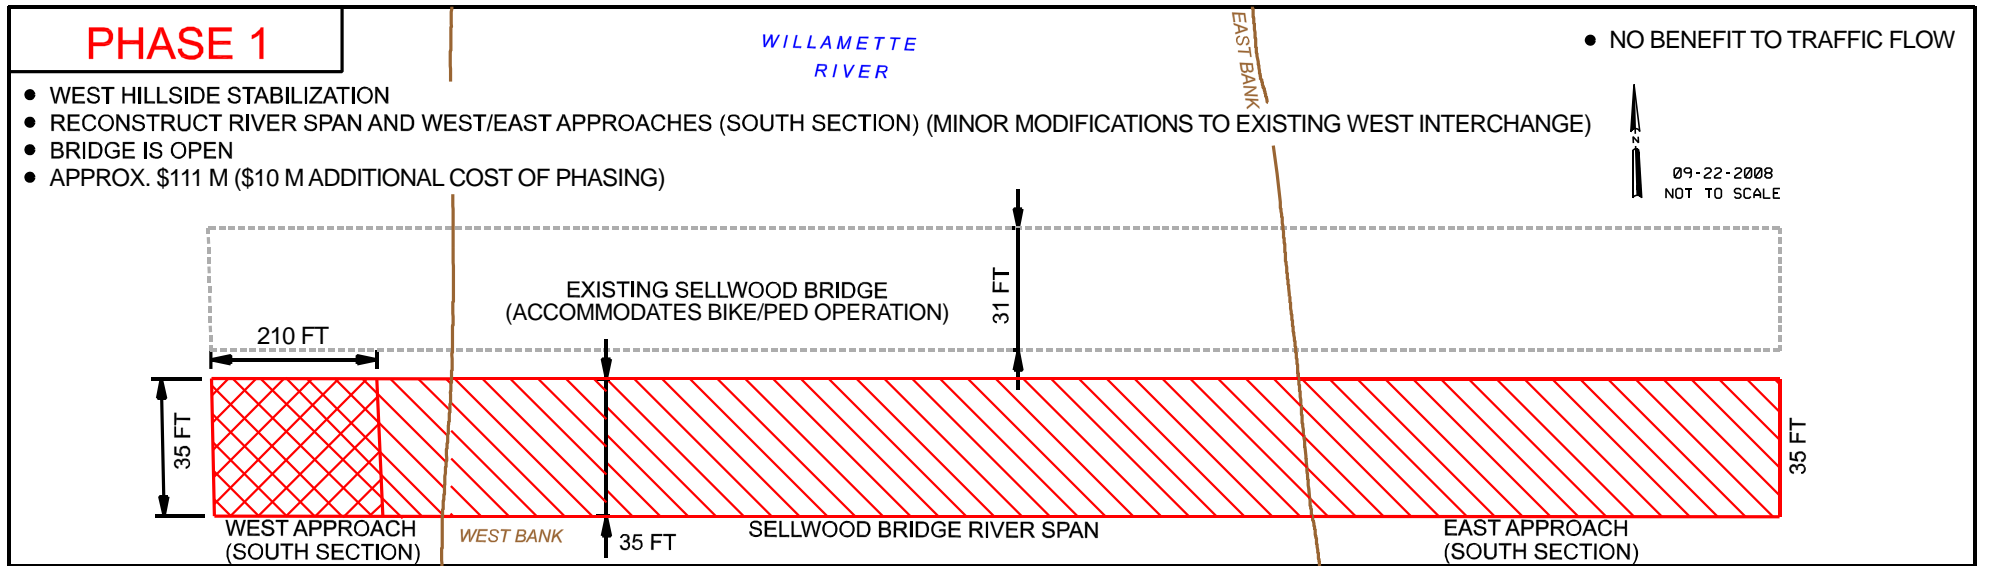 PHASE 1
WILLAMETTE
RIVER
EAST BANK
● NO BENEFIT TO TRAFFIC FLOW
● WEST HILLSIDE STABILIZATION
● RECONSTRUCT RIVER SPAN AND WEST/EAST APPROACHES (SOUTH SECTION) (MINOR MODIFICATIONS TO EXISTING WEST INTERCHANGE)
● BRIDGE IS OPEN
● APPROX. $111 M ($10 M ADDITIONAL COST OF PHASING)
N
09-22-2008
NOT TO SCALE
EXISTING SELLWOOD BRIDGE
(ACCOMMODATES BIKE/PED OPERATION)
31 FT
210 FT
35 FT
35 FT
WEST APPROACH
(SOUTH SECTION)
WEST BANK
35 FT
SELLWOOD BRIDGE RIVER SPAN
EAST APPROACH
(SOUTH SECTION)